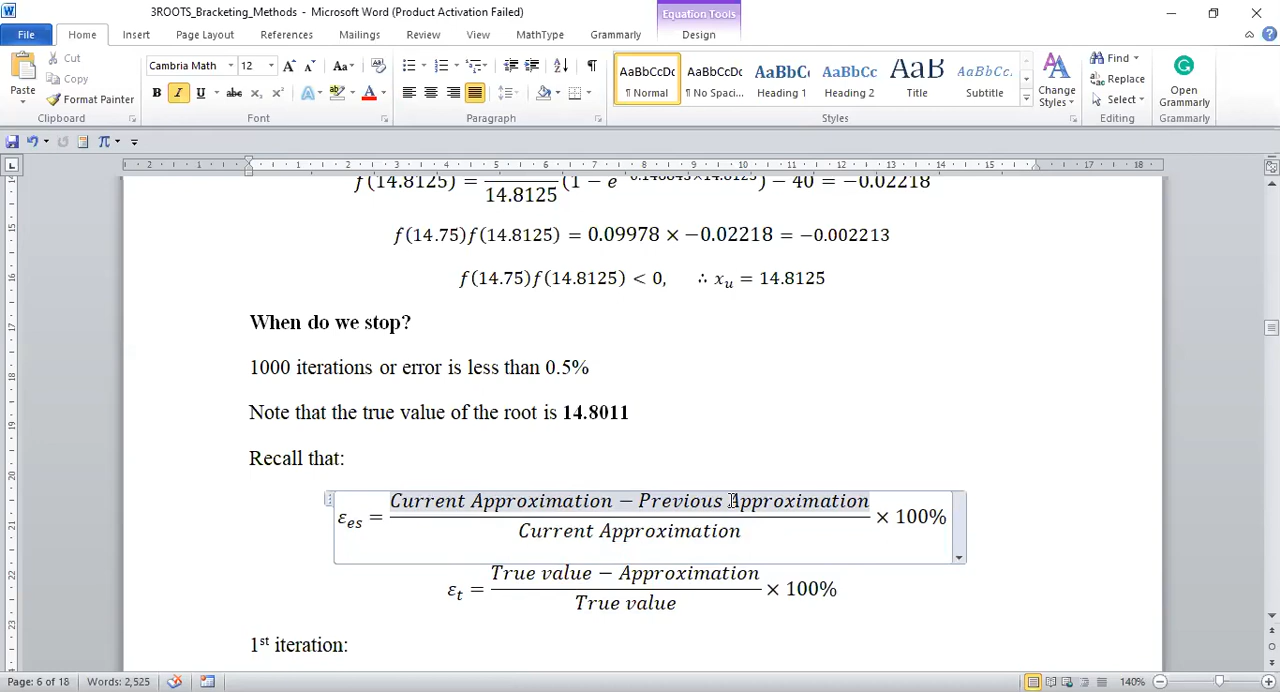 3ROOTS_Bracketing_Methods - Microsoft Word (Product Activation Failed)
Equation Tools
File Home Insert Page Layout References Mailings Review View MathType Grammarly Design
Cut
Copy
Format Painter
Paste
Clipboard
Cambria Math 12
Font
Paragraph
AaBbCcDc AaBbCcDc AaBbCc AaBbCc AaB AaBbCc.
¶ Normal ¶ No Spaci... Heading 1 Heading 2 Title Subtitle
Styles
Change Styles
Find
Replace
Select
Editing
Open Grammarly
Grammarly
f(14.8125) = ⁄14.8125 (1 − e^−0.146843×14.8125) − 40 = −0.02218
f(14.75)f(14.8125) = 0.09978 × −0.02218 = −0.002213
f(14.75)f(14.8125) < 0, ∴ x_u = 14.8125
When do we stop?
1000 iterations or error is less than 0.5%
Note that the true value of the root is 14.8011
Recall that:
ε_es = Current Approximation − Previous Approximation / Current Approximation × 100%
ε_t = True value − Approximation / True value × 100%
1st iteration:
Page: 6 of 18 Words: 2,525 140%